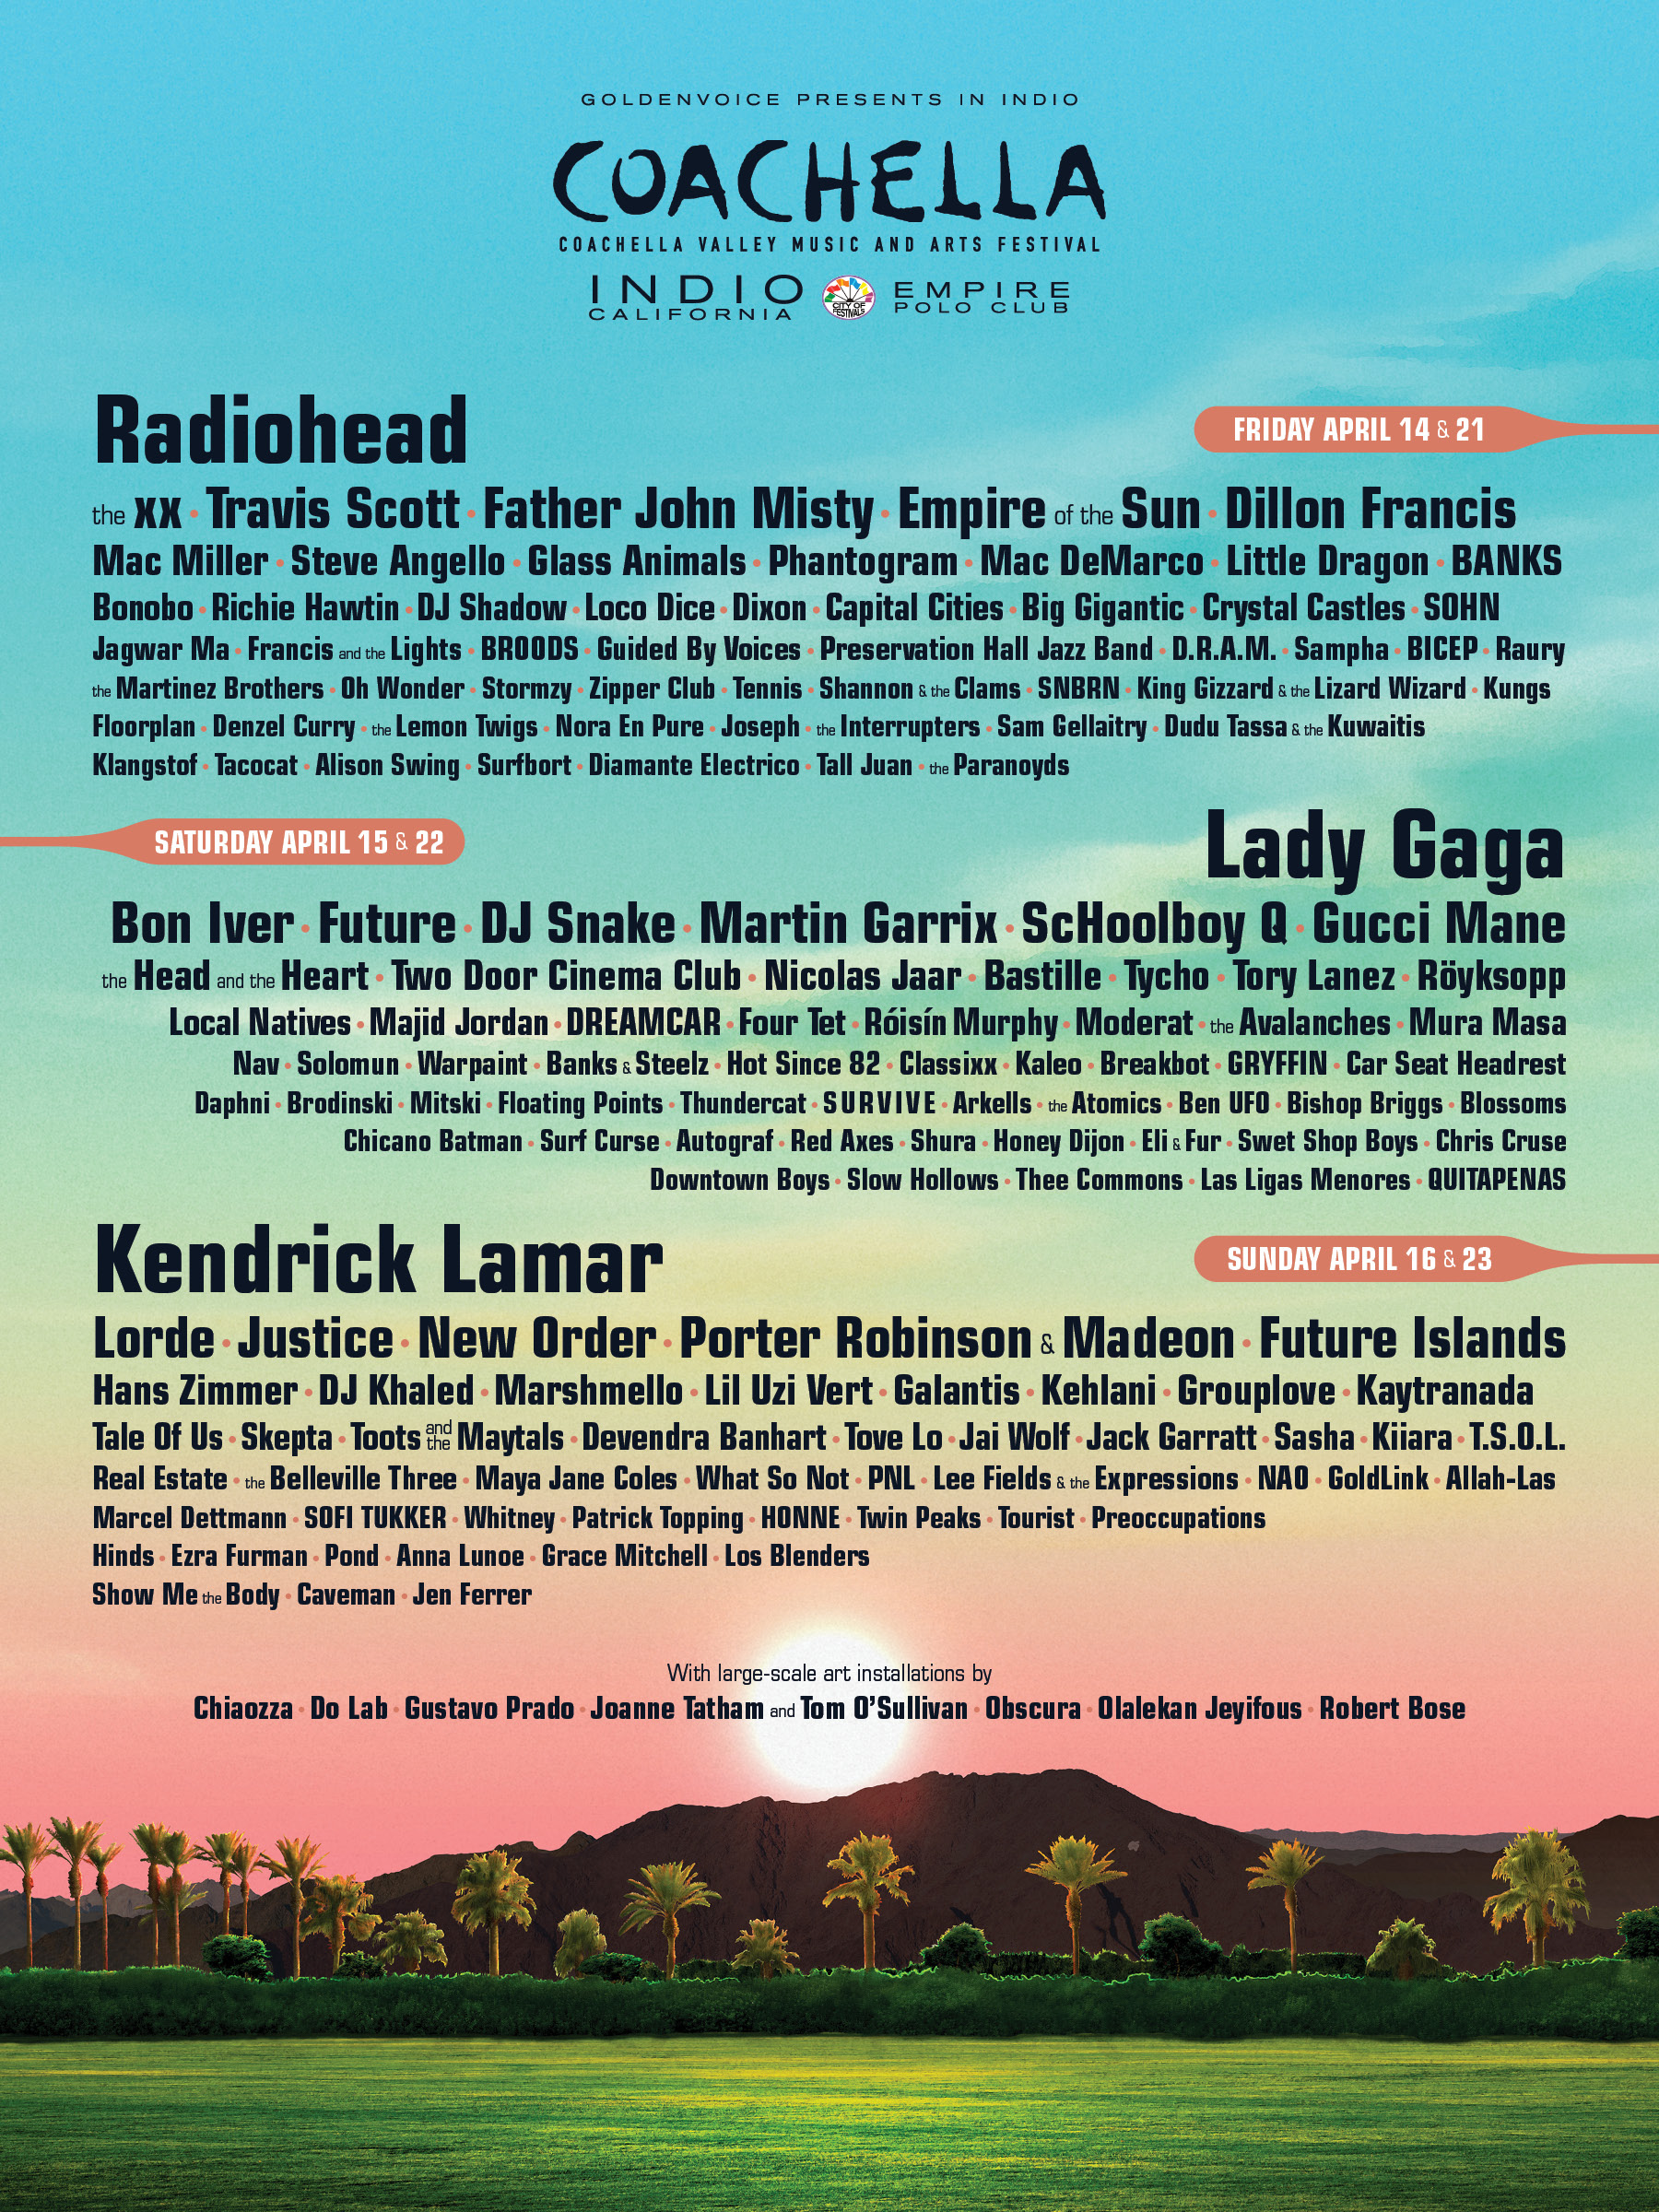 GOLDENVOICE PRESENTS IN INDIO
COACHELLA
COACHELLA VALLEY MUSIC AND ARTS FESTIVAL
INDIO
CALIFORNIA
CITY OF
FESTIVALS
EMPIRE
POLO CLUB
Radiohead
FRIDAY APRIL 14 & 21
the xx • Travis Scott • Father John Misty • Empire of the Sun • Dillon Francis
Mac Miller • Steve Angello • Glass Animals • Phantogram • Mac DeMarco • Little Dragon • BANKS
Bonobo • Richie Hawtin • DJ Shadow • Loco Dice • Dixon • Capital Cities • Big Gigantic • Crystal Castles • SOHN
Jagwar Ma • Francis and the Lights • BROODS • Guided By Voices • Preservation Hall Jazz Band • D.R.A.M. • Sampha • BICEP • Raury
the Martinez Brothers • Oh Wonder • Stormzy • Zipper Club • Tennis • Shannon & the Clams • SNBRN • King Gizzard & the Lizard Wizard • Kungs
Floorplan • Denzel Curry • the Lemon Twigs • Nora En Pure • Joseph • the Interrupters • Sam Gellaitry • Dudu Tassa & the Kuwaitis
Klangstof • Tacocat • Alison Swing • Surfbort • Diamante Electrico • Tall Juan • the Paranoyds
SATURDAY APRIL 15 & 22
Lady Gaga
Bon Iver • Future • DJ Snake • Martin Garrix • ScHoolboy Q • Gucci Mane
the Head and the Heart • Two Door Cinema Club • Nicolas Jaar • Bastille • Tycho • Tory Lanez • Röyksopp
Local Natives • Majid Jordan • DREAMCAR • Four Tet • Róisín Murphy • Moderat • the Avalanches • Mura Masa
Nav • Solomun • Warpaint • Banks & Steelz • Hot Since 82 • Classixx • Kaleo • Breakbot • GRYFFIN • Car Seat Headrest
Daphni • Brodinski • Mitski • Floating Points • Thundercat • SURVIVE • Arkells • the Atomics • Ben UFO • Bishop Briggs • Blossoms
Chicano Batman • Surf Curse • Autograf • Red Axes • Shura • Honey Dijon • Eli & Fur • Swet Shop Boys • Chris Cruse
Downtown Boys • Slow Hollows • Thee Commons • Las Ligas Menores • QUITAPENAS
Kendrick Lamar
SUNDAY APRIL 16 & 23
Lorde • Justice • New Order • Porter Robinson & Madeon • Future Islands
Hans Zimmer • DJ Khaled • Marshmello • Lil Uzi Vert • Galantis • Kehlani • Grouplove • Kaytranada
Tale Of Us • Skepta • Toots and the Maytals • Devendra Banhart • Tove Lo • Jai Wolf • Jack Garratt • Sasha • Kiiara • T.S.O.L.
Real Estate • the Belleville Three • Maya Jane Coles • What So Not • PNL • Lee Fields & the Expressions • NAO • GoldLink • Allah-Las
Marcel Dettmann • SOFI TUKKER • Whitney • Patrick Topping • HONNE • Twin Peaks • Tourist • Preoccupations
Hinds • Ezra Furman • Pond • Anna Lunoe • Grace Mitchell • Los Blenders
Show Me the Body • Caveman • Jen Ferrer
With large-scale art installations by
Chiaozza • Do Lab • Gustavo Prado • Joanne Tatham and Tom O'Sullivan • Obscura • Olalekan Jeyifous • Robert Bose